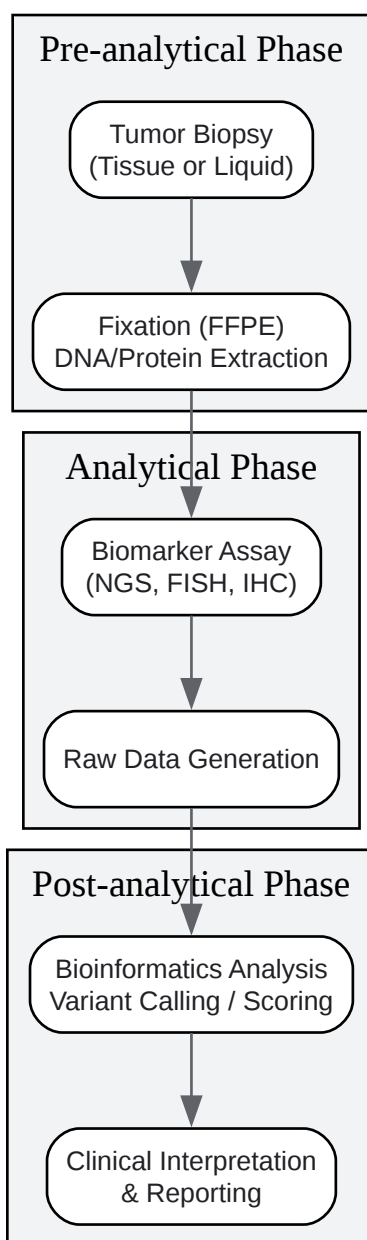 Pre-analytical Phase
Tumor Biopsy
(Tissue or Liquid)
Fixation (FFPE)
DNA/Protein Extraction
Analytical Phase
Biomarker Assay
(NGS, FISH, IHC)
Raw Data Generation
Post-analytical Phase
Bioinformatics Analysis
Variant Calling / Scoring
Clinical Interpretation
& Reporting